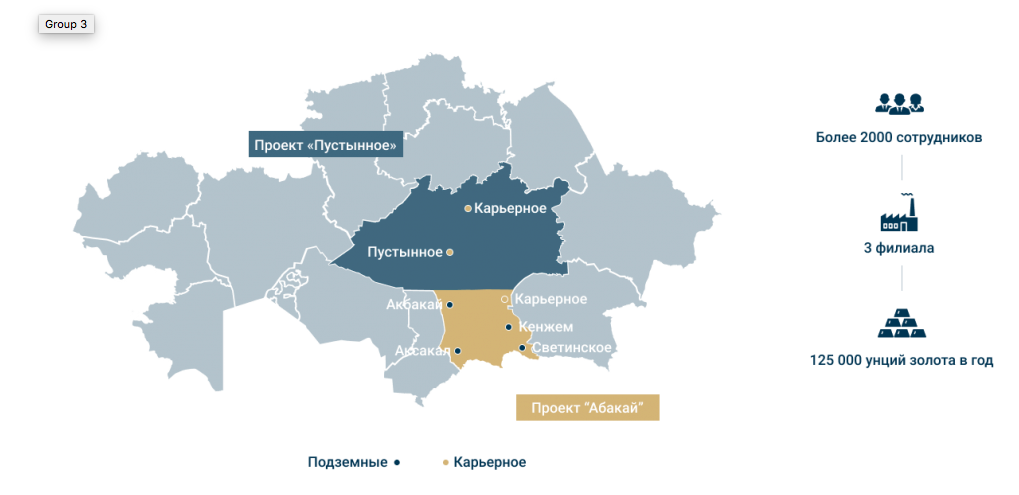 Group 3
Проект «Пустынное»
Карьерное
Пустынное
Акбакай
Карьерное
Кенжем
Аксакал
Светинское
Проект “Абакай”
Подземные
Карьерное
Более 2000 сотрудников
3 филиала
125 000 унций золота в год